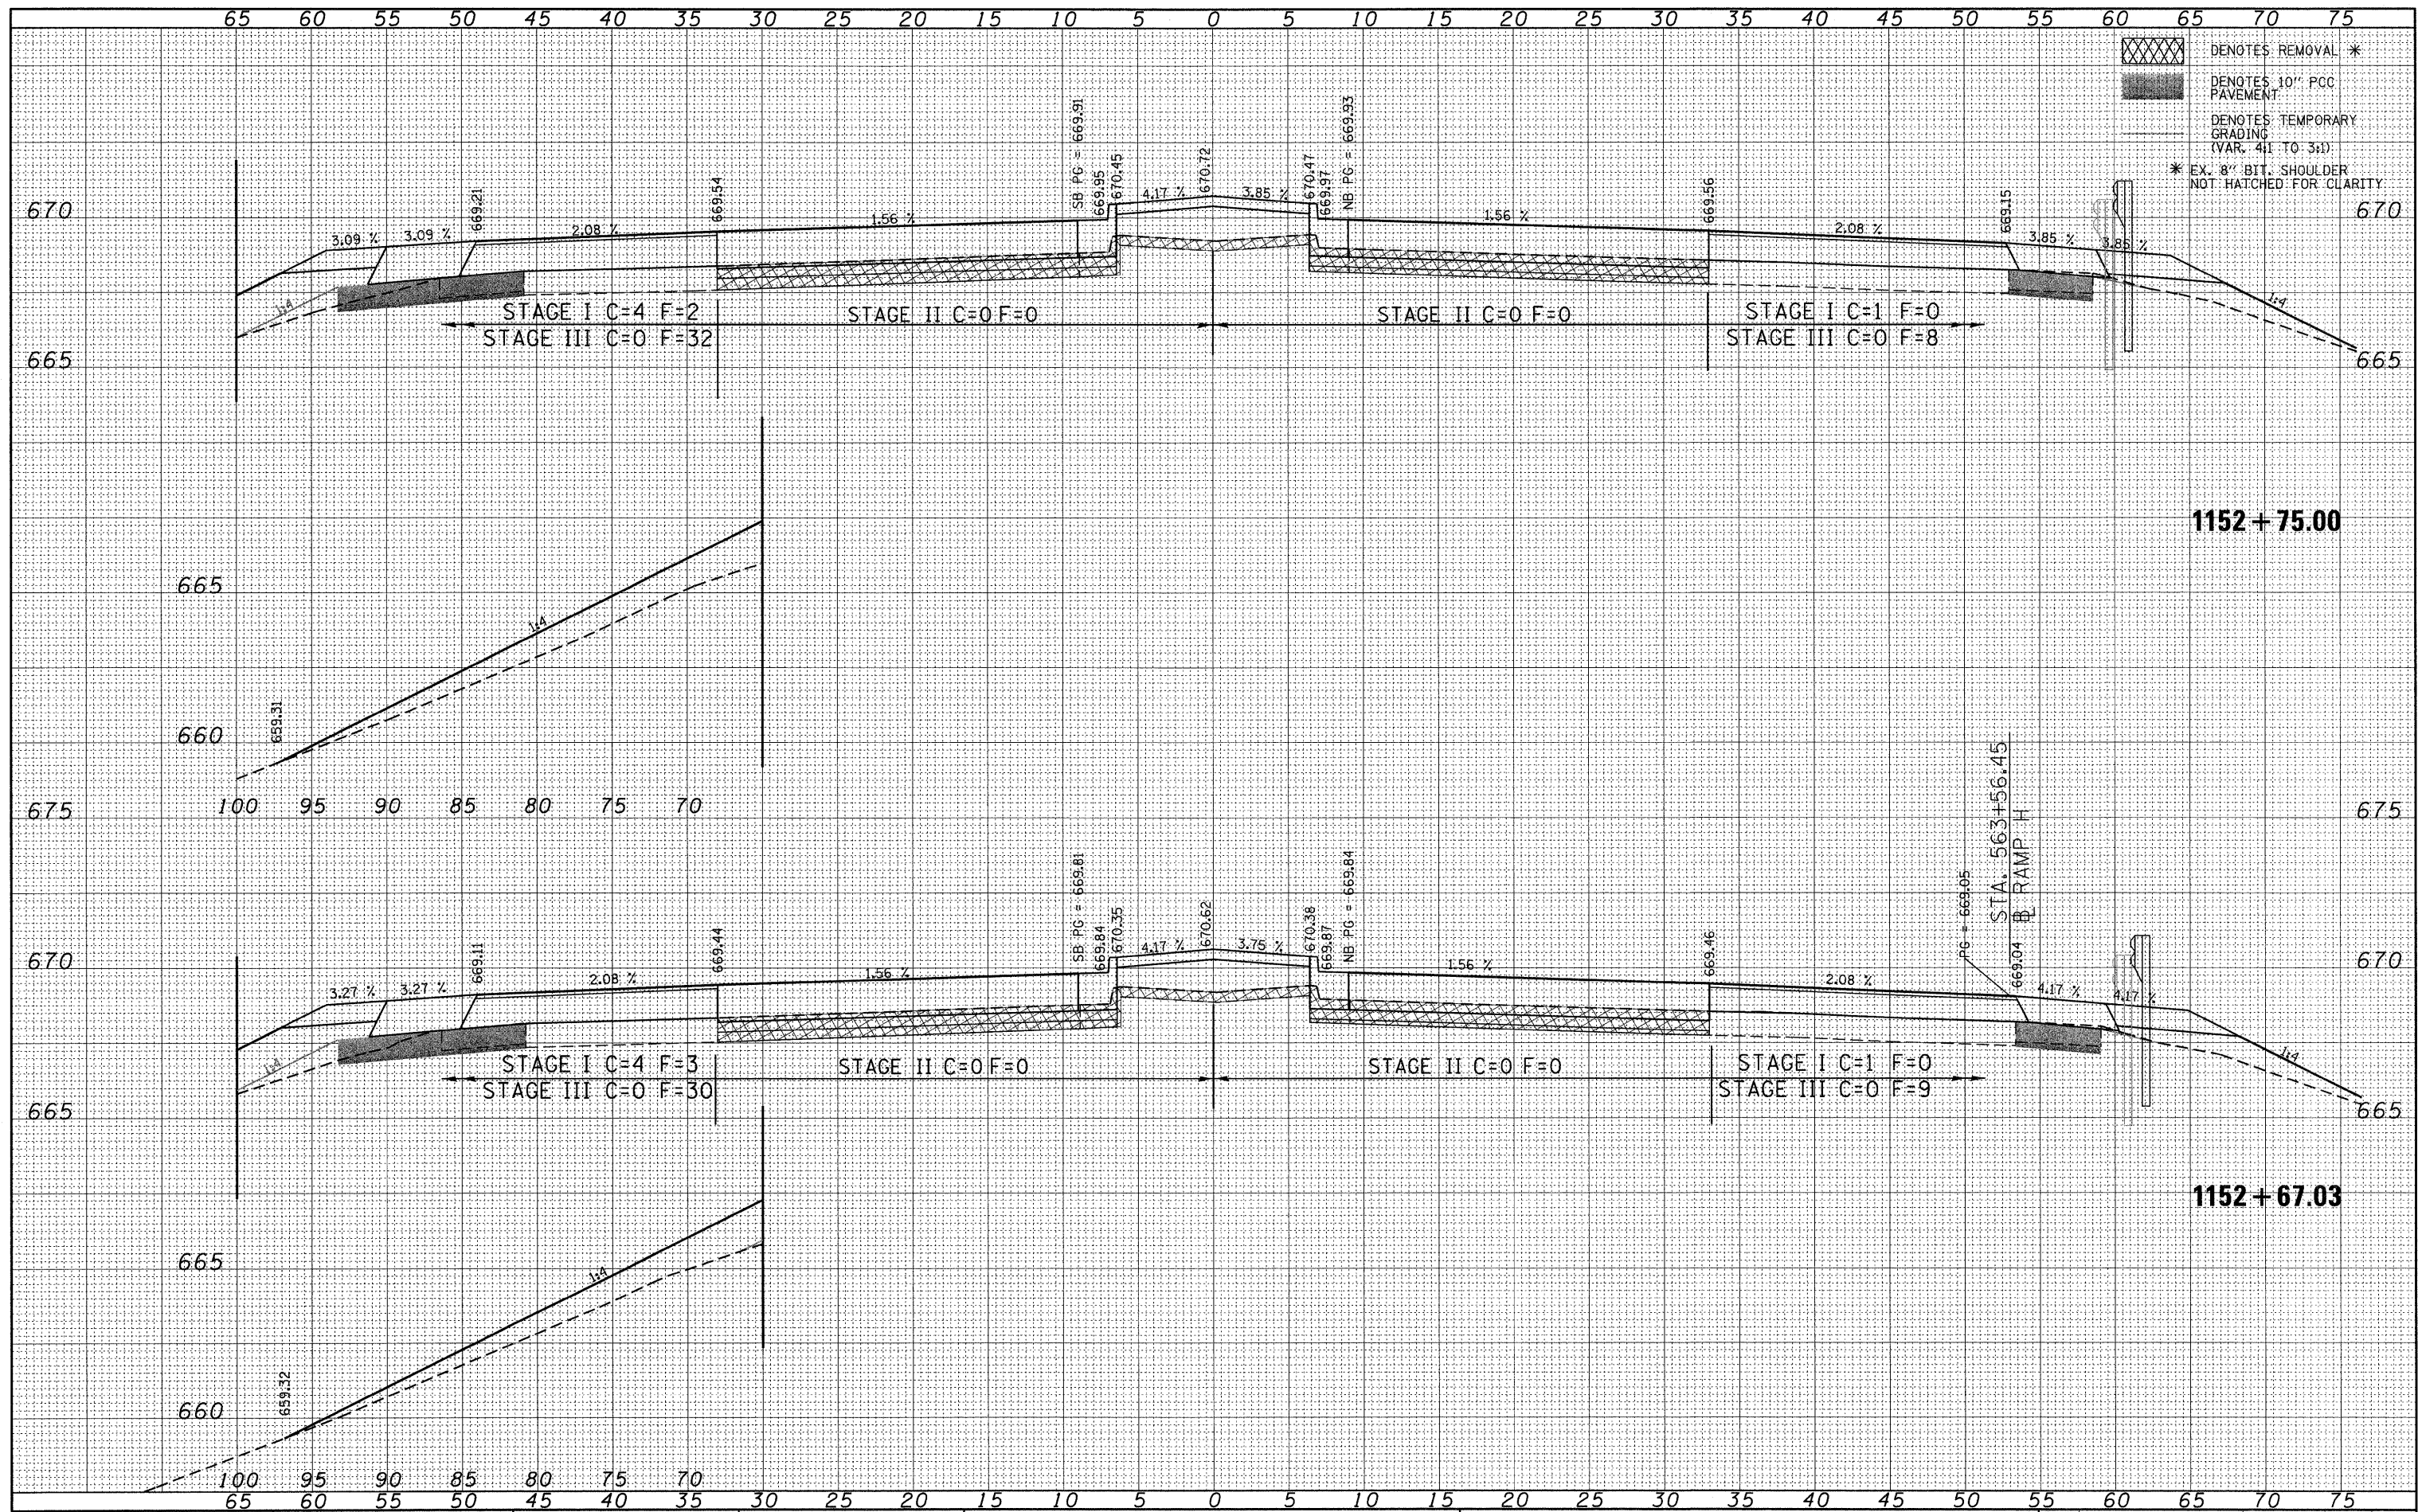 65 60 55 50 45 40 35 30 25 20 15 10 5 0 5 10 15 20 25 30 35 40 45 50 55 60 65 70 75
DENOTES REMOVAL *
DENOTES 10" PCC
PAVEMENT
DENOTES TEMPORARY
GRADING
(VAR. 4:1 TO 3:1)
* EX. 8" BIT. SHOULDER
NOT HATCHED FOR CLARITY
669.21
669.54
SB PG = 669.91
669.95
670.45
670.72
670.47
669.97
NB PG = 669.93
669.56
669.15
670 670
3.09 % 3.09 % 2.08 % 1.56 % 4.17 % 3.85 % 1.56 % 2.08 % 3.85 % 3.85 %
1:4 1:4
STAGE I C=4 F=2 STAGE II C=0 F=0 STAGE II C=0 F=0 STAGE I C=1 F=0
STAGE III C=0 F=32 STAGE III C=0 F=8
665 665
1152+75.00
665
1:4
659.31
660
100 95 90 85 80 75 70
675 675
STA. 563+56.45
℄ RAMP H
PG = 669.05
669.11
669.44
SB PG = 669.81
669.84
670.35
670.62
670.38
669.87
NB PG = 669.84
669.46
669.04
670 670
3.27 % 3.27 % 2.08 % 1.56 % 4.17 % 3.75 % 1.56 % 2.08 % 4.17 % 4.17 %
1:4 1:4
STAGE I C=4 F=3 STAGE II C=0 F=0 STAGE II C=0 F=0 STAGE I C=1 F=0
STAGE III C=0 F=30 STAGE III C=0 F=9
665 665
1152+67.03
665
1:4
659.32
660
100 95 90 85 80 75 70
65 60 55 50 45 40 35 30 25 20 15 10 5 0 5 10 15 20 25 30 35 40 45 50 55 60 65 70 75